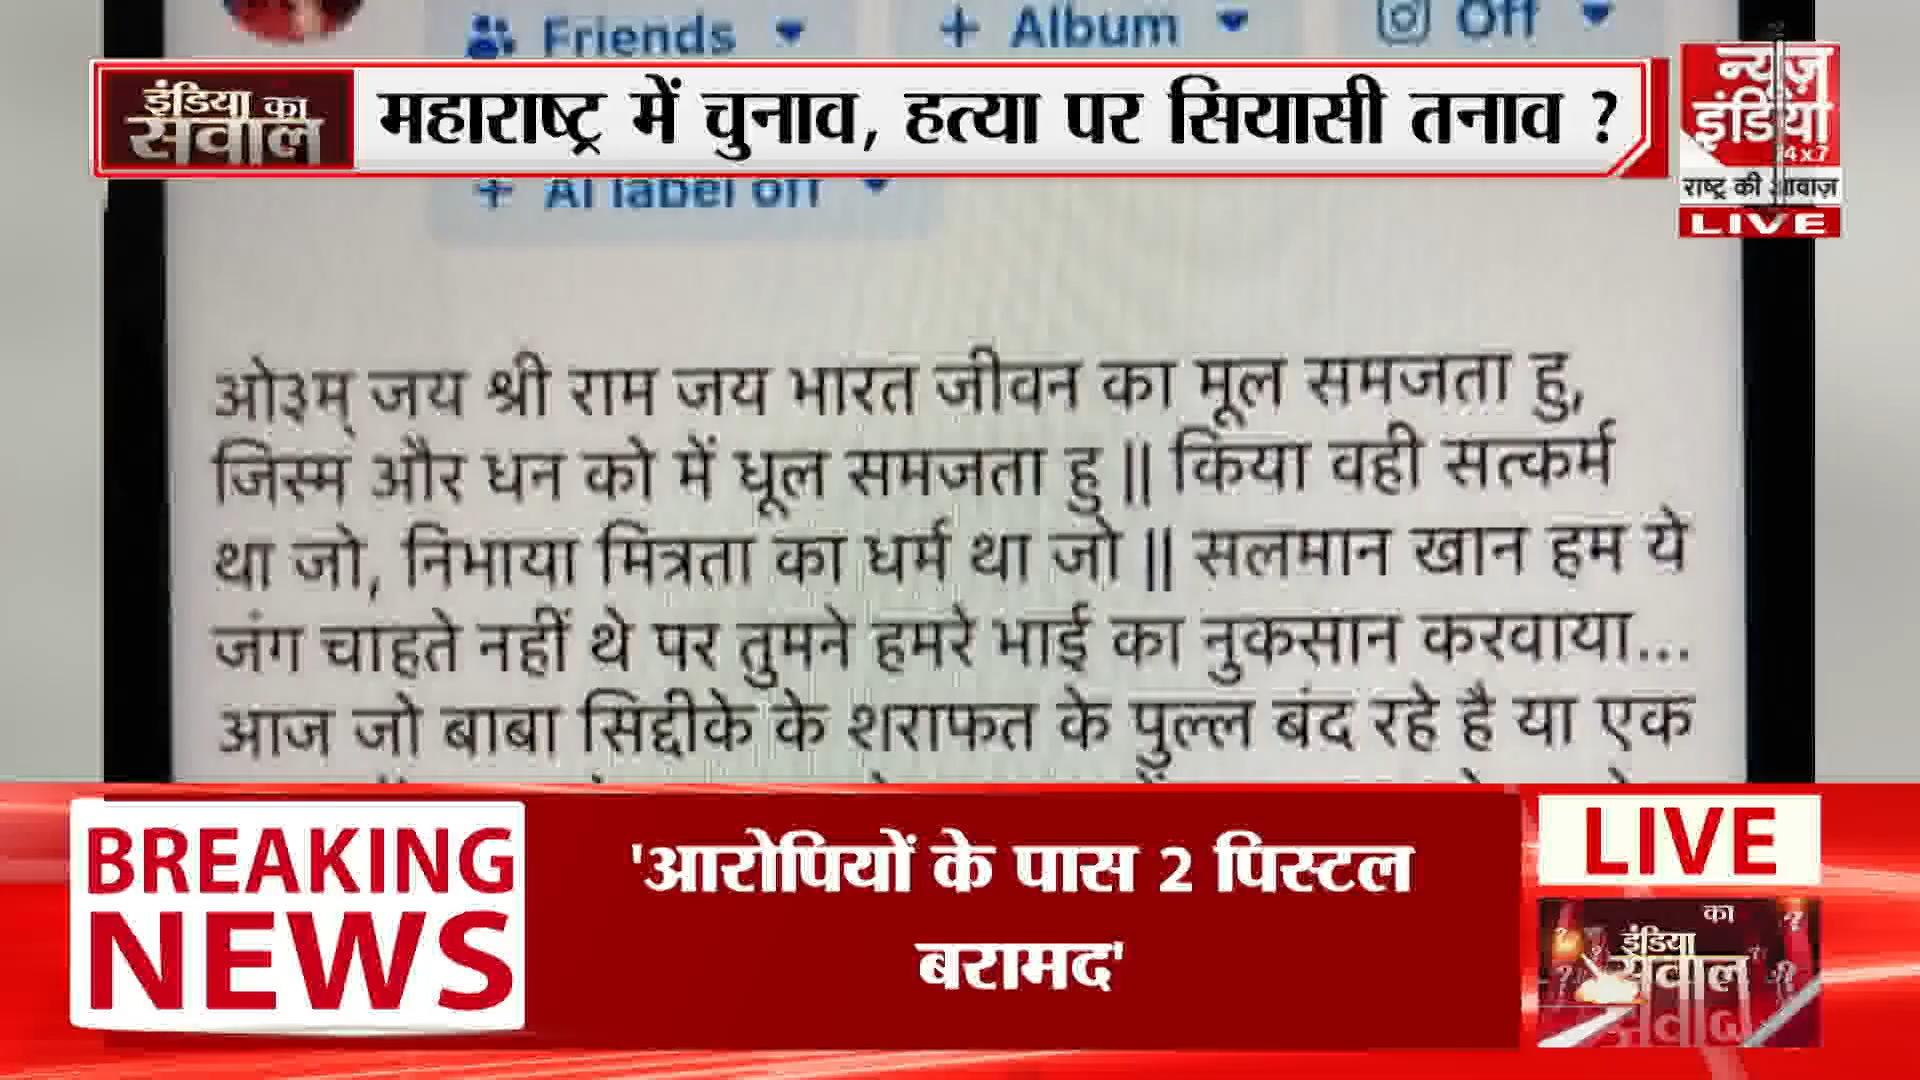 Friends
+ Album
Off
इंडिया का
सवाल
महाराष्ट्र में चुनाव, हत्या पर सियासी तनाव ?
न्यूज़
इंडिया
24x7
राष्ट्र की आवाज़
LIVE
+ AI label off
ओ३म् जय श्री राम जय भारत जीवन का मूल समजता हु,
जिस्म और धन को में धूल समजता हु || किया वही सत्कर्म
था जो, निभाया मित्रता का धर्म था जो || सलमान खान हम ये
जंग चाहते नहीं थे पर तुमने हमरे भाई का नुकसान करवाया...
आज जो बाबा सिद्दीके के शराफत के पुल्ल बंद रहे है या एक
BREAKING
NEWS
'आरोपियों के पास 2 पिस्टल
बरामद'
LIVE
का
इंडिया
सवाल